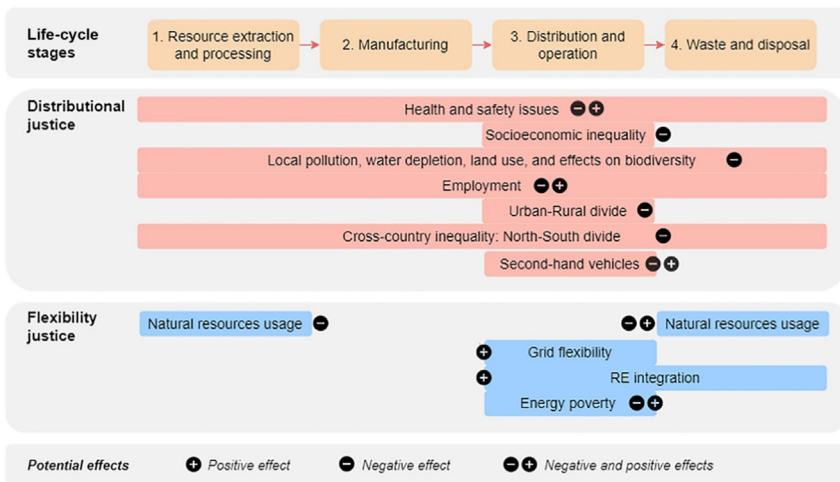 Life-cycle
stages
1. Resource extraction
and processing
2. Manufacturing
3. Distribution and
operation
4. Waste and disposal
Distributional
justice
Health and safety issues
Socioeconomic inequality
Local pollution, water depletion, land use, and effects on biodiversity
Employment
Urban-Rural divide
Cross-country inequality: North-South divide
Second-hand vehicles
Flexibility
justice
Natural resources usage
Natural resources usage
Grid flexibility
RE integration
Energy poverty
Potential effects
Positive effect
Negative effect
Negative and positive effects